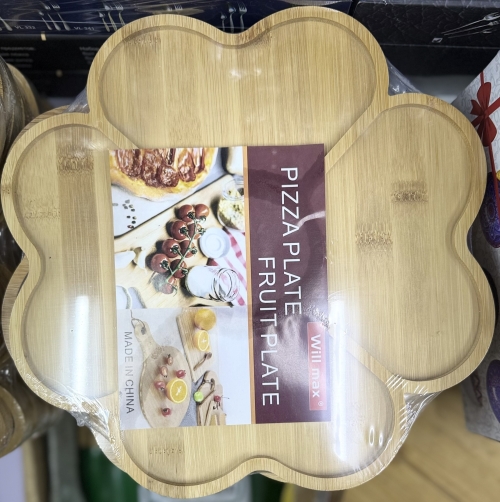 PIZZA PLATE
FRUIT PLATE
Will max
MADE IN CHINA